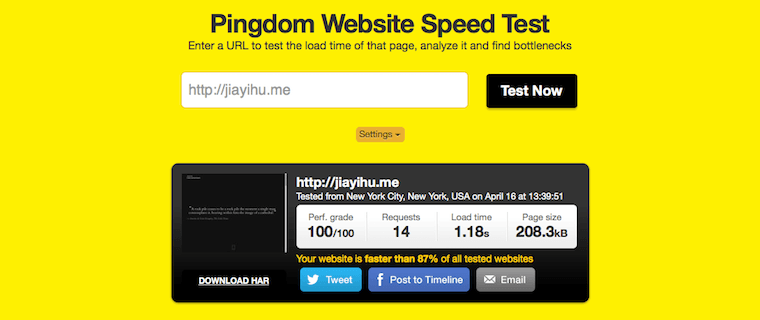 Pingdom Website Speed Test
Enter a URL to test the load time of that page, analyze it and find bottlenecks
http://jiayihu.me
Test Now
Settings
http://jiayihu.me
Tested from New York City, New York, USA on April 16 at 13:39:51
Perf. grade Requests Load time Page size
100/100 14 1.18s 208.3kB
Your website is faster than 87% of all tested websites
DOWNLOAD HAR
Tweet Post to Timeline Email